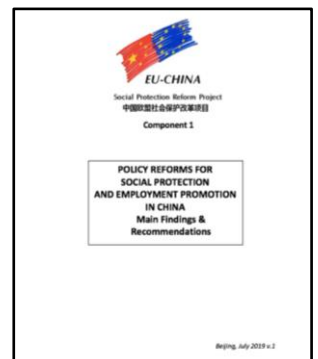 EU-CHINA
Social Protection Reform Project
中国欧盟社会保护改革项目
Component 1
POLICY REFORMS FOR
SOCIAL PROTECTION
AND EMPLOYMENT PROMOTION
IN CHINA
Main Findings &
Recommendations
Beijing, July 2019 v.1